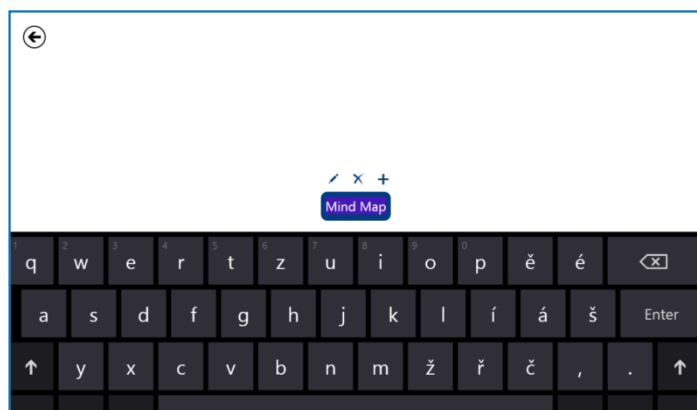 Mind Map
1 2 3 4 5 6 7 8 9 0
q w e r t z u i o p ě é
a s d f g h j k l í á š Enter
y x c v b n m ž ř č , .